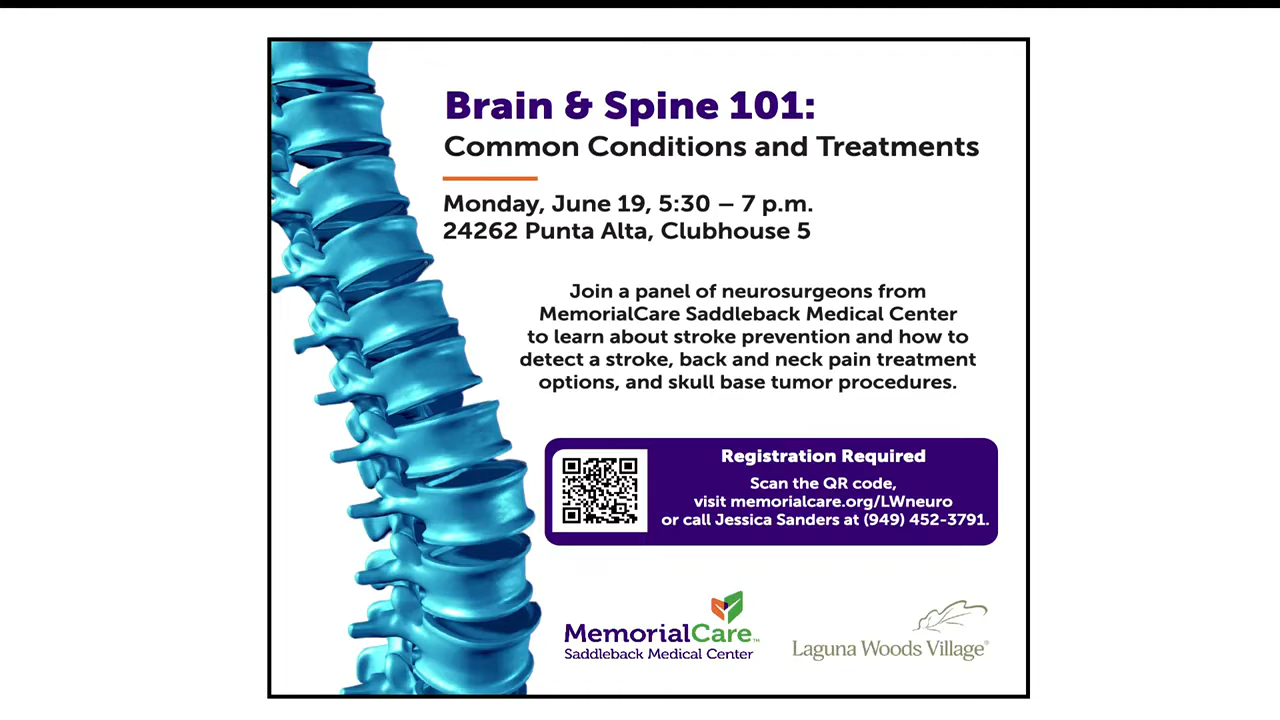 Brain & Spine 101:
Common Conditions and Treatments
Monday, June 19, 5:30 – 7 p.m.
24262 Punta Alta, Clubhouse 5
Join a panel of neurosurgeons from
MemorialCare Saddleback Medical Center
to learn about stroke prevention and how to
detect a stroke, back and neck pain treatment
options, and skull base tumor procedures.
Registration Required
Scan the QR code,
visit memorialcare.org/LWneuro
or call Jessica Sanders at (949) 452-3791.
MemorialCare™
Saddleback Medical Center
Laguna Woods Village®